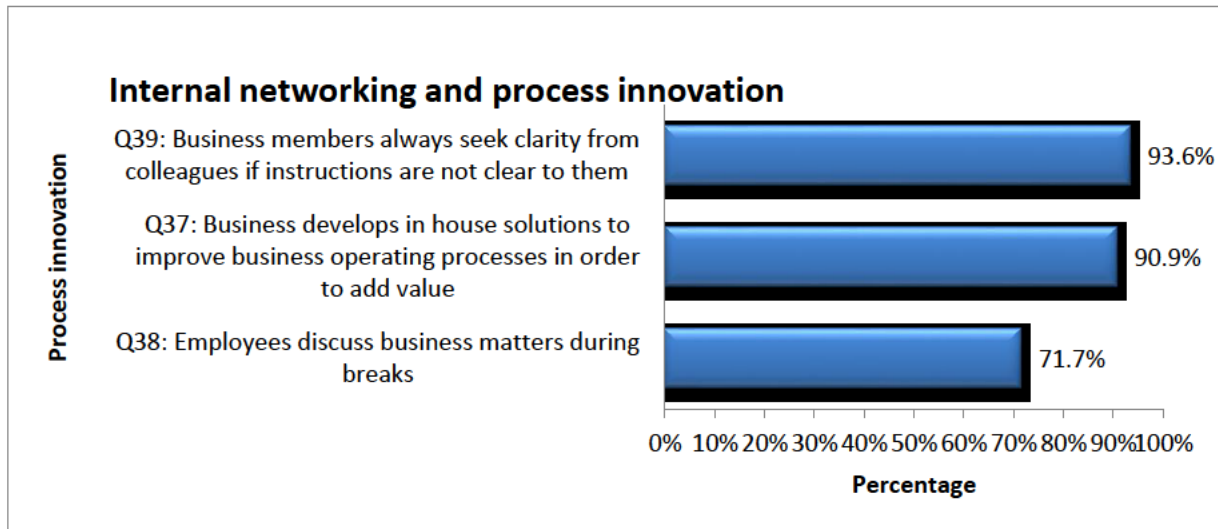 Internal networking and process innovation
Process innovation
Q39: Business members always seek clarity from
colleagues if instructions are not clear to them
93.6%
Q37: Business develops in house solutions to
improve business operating processes in order
to add value
90.9%
Q38: Employees discuss business matters during
breaks
71.7%
0% 10% 20% 30% 40% 50% 60% 70% 80% 90% 100%
Percentage